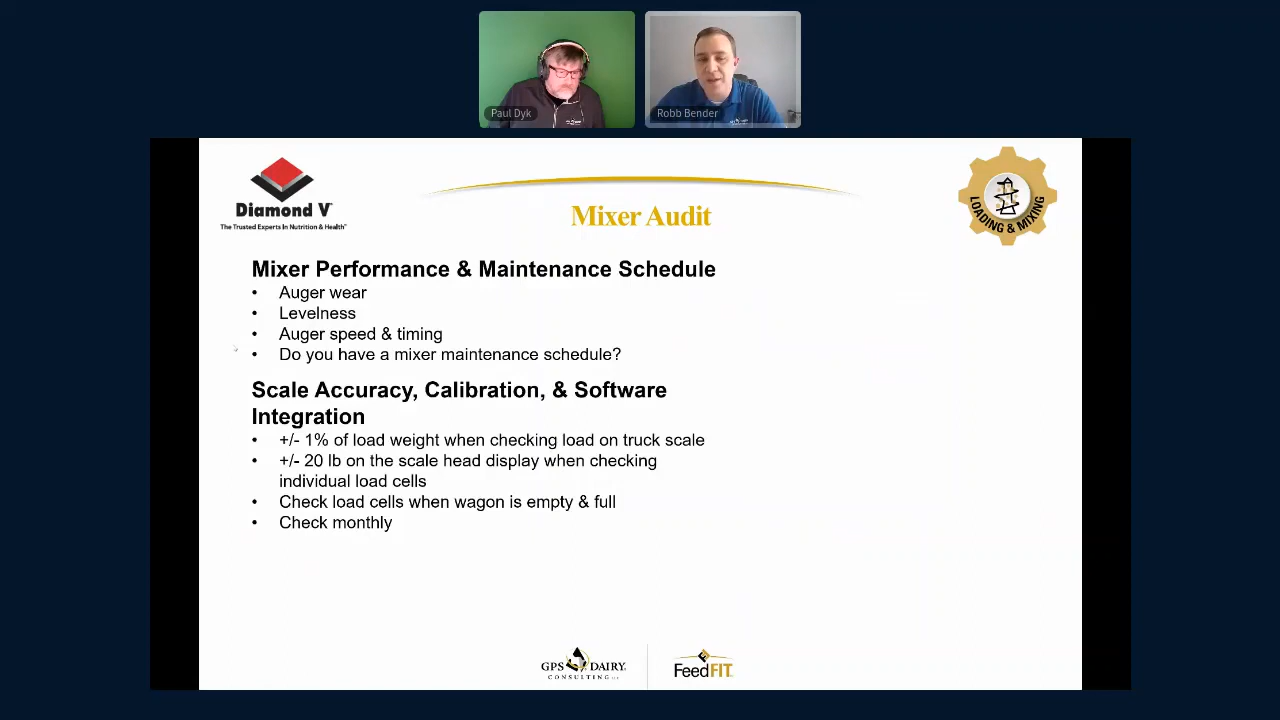 Paul Dyk
Robb Bender
Diamond V
The Trusted Experts In Nutrition & Health
Mixer Audit
LOADING & MIXING
Mixer Performance & Maintenance Schedule
• Auger wear
• Levelness
• Auger speed & timing
• Do you have a mixer maintenance schedule?
Scale Accuracy, Calibration, & Software
Integration
• +/- 1% of load weight when checking load on truck scale
• +/- 20 lb on the scale head display when checking
individual load cells
• Check load cells when wagon is empty & full
• Check monthly
GPS DAIRY
CONSULTING
FeedFIT